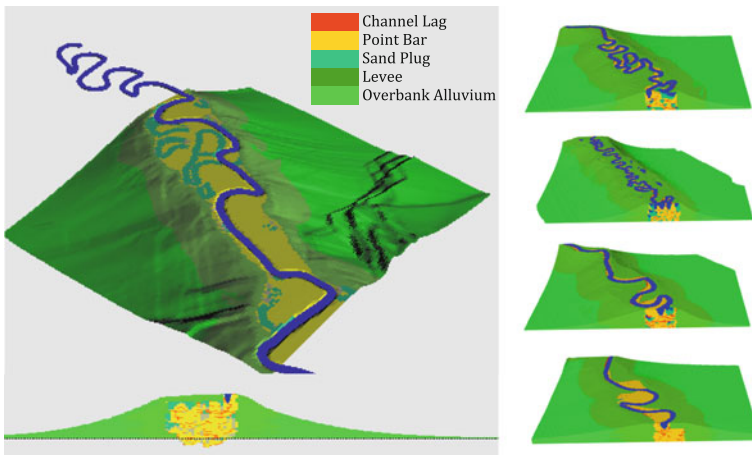 Channel Lag
Point Bar
Sand Plug
Levee
Overbank Alluvium